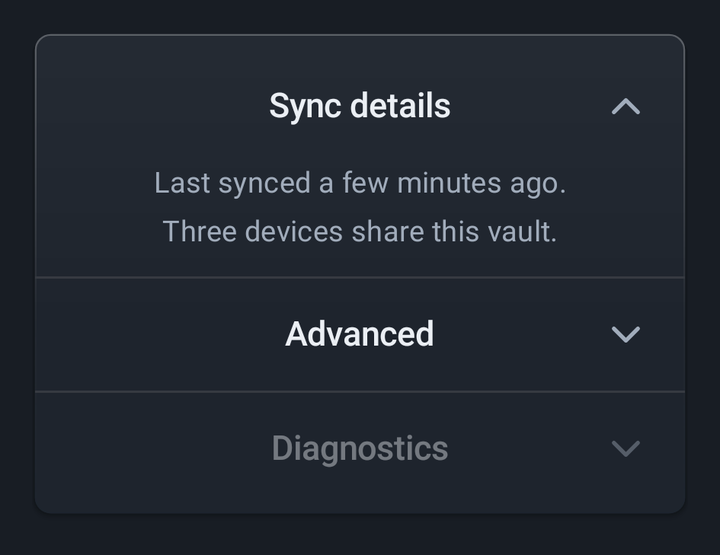 Sync details
Last synced a few minutes ago.
Three devices share this vault.
Advanced
Diagnostics